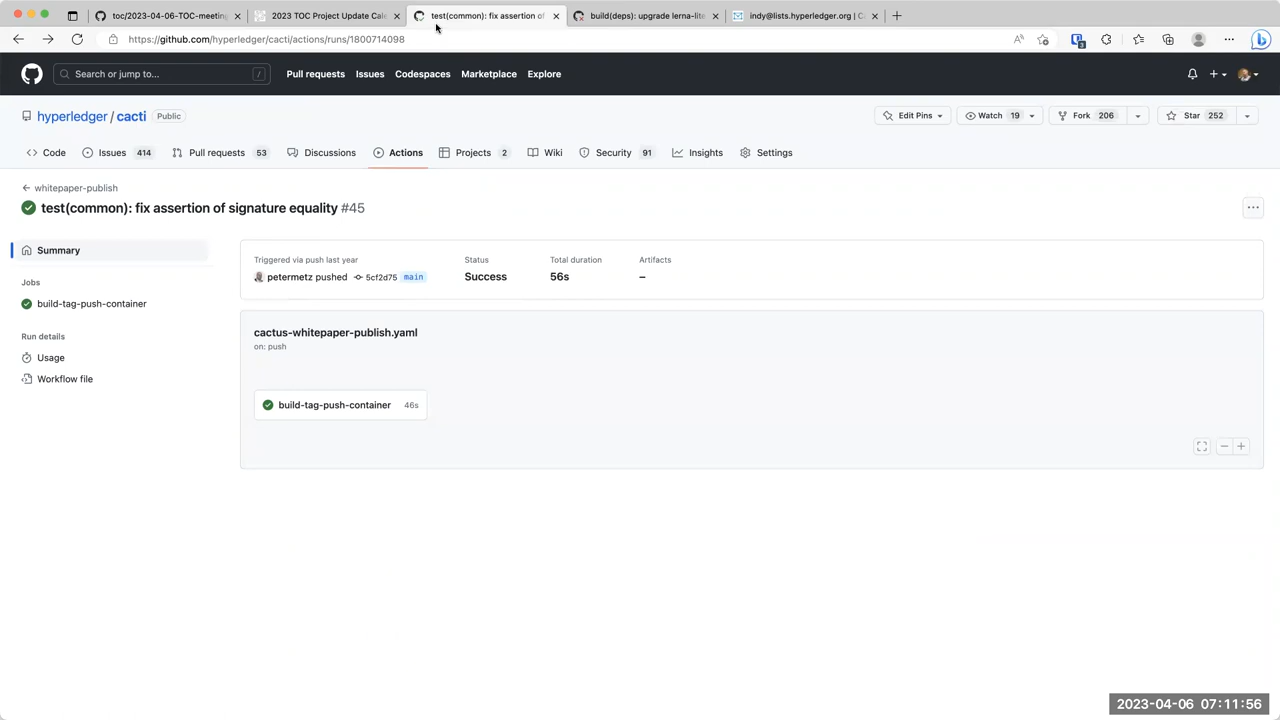 toc/2023-04-06-TOC-meeting
2023 TOC Project Update Cale
test(common): fix assertion of
build(deps): upgrade lerna-lite
indy@lists.hyperledger.org | C
https://github.com/hyperledger/cacti/actions/runs/1800714098
Search or jump to...
/
Pull requests
Issues
Codespaces
Marketplace
Explore
hyperledger / cacti
Public
Edit Pins
Watch 19
Fork 206
Star 252
Code
Issues 414
Pull requests 53
Discussions
Actions
Projects 2
Wiki
Security 91
Insights
Settings
whitepaper-publish
test(common): fix assertion of signature equality #45
Summary
Jobs
build-tag-push-container
Run details
Usage
Workflow file
Triggered via push last year
petermetz pushed 5cf2d75 main
Status
Success
Total duration
56s
Artifacts
–
cactus-whitepaper-publish.yaml
on: push
build-tag-push-container 46s
2023-04-06 07:11:56